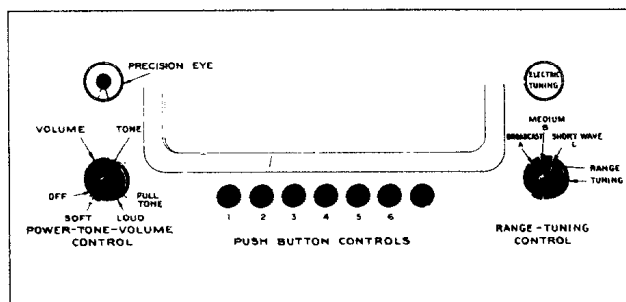 PRECISION EYE
ELECTRIC
TUNING
VOLUME
TONE
MEDIUM
B
BROADCAST
A
SHORT WAVE
C
RANGE
TUNING
OFF
PULL
TONE
SOFT
LOUD
1 2 3 4 5 6
POWER-TONE-VOLUME
CONTROL
PUSH BUTTON CONTROLS
RANGE-TUNING
CONTROL